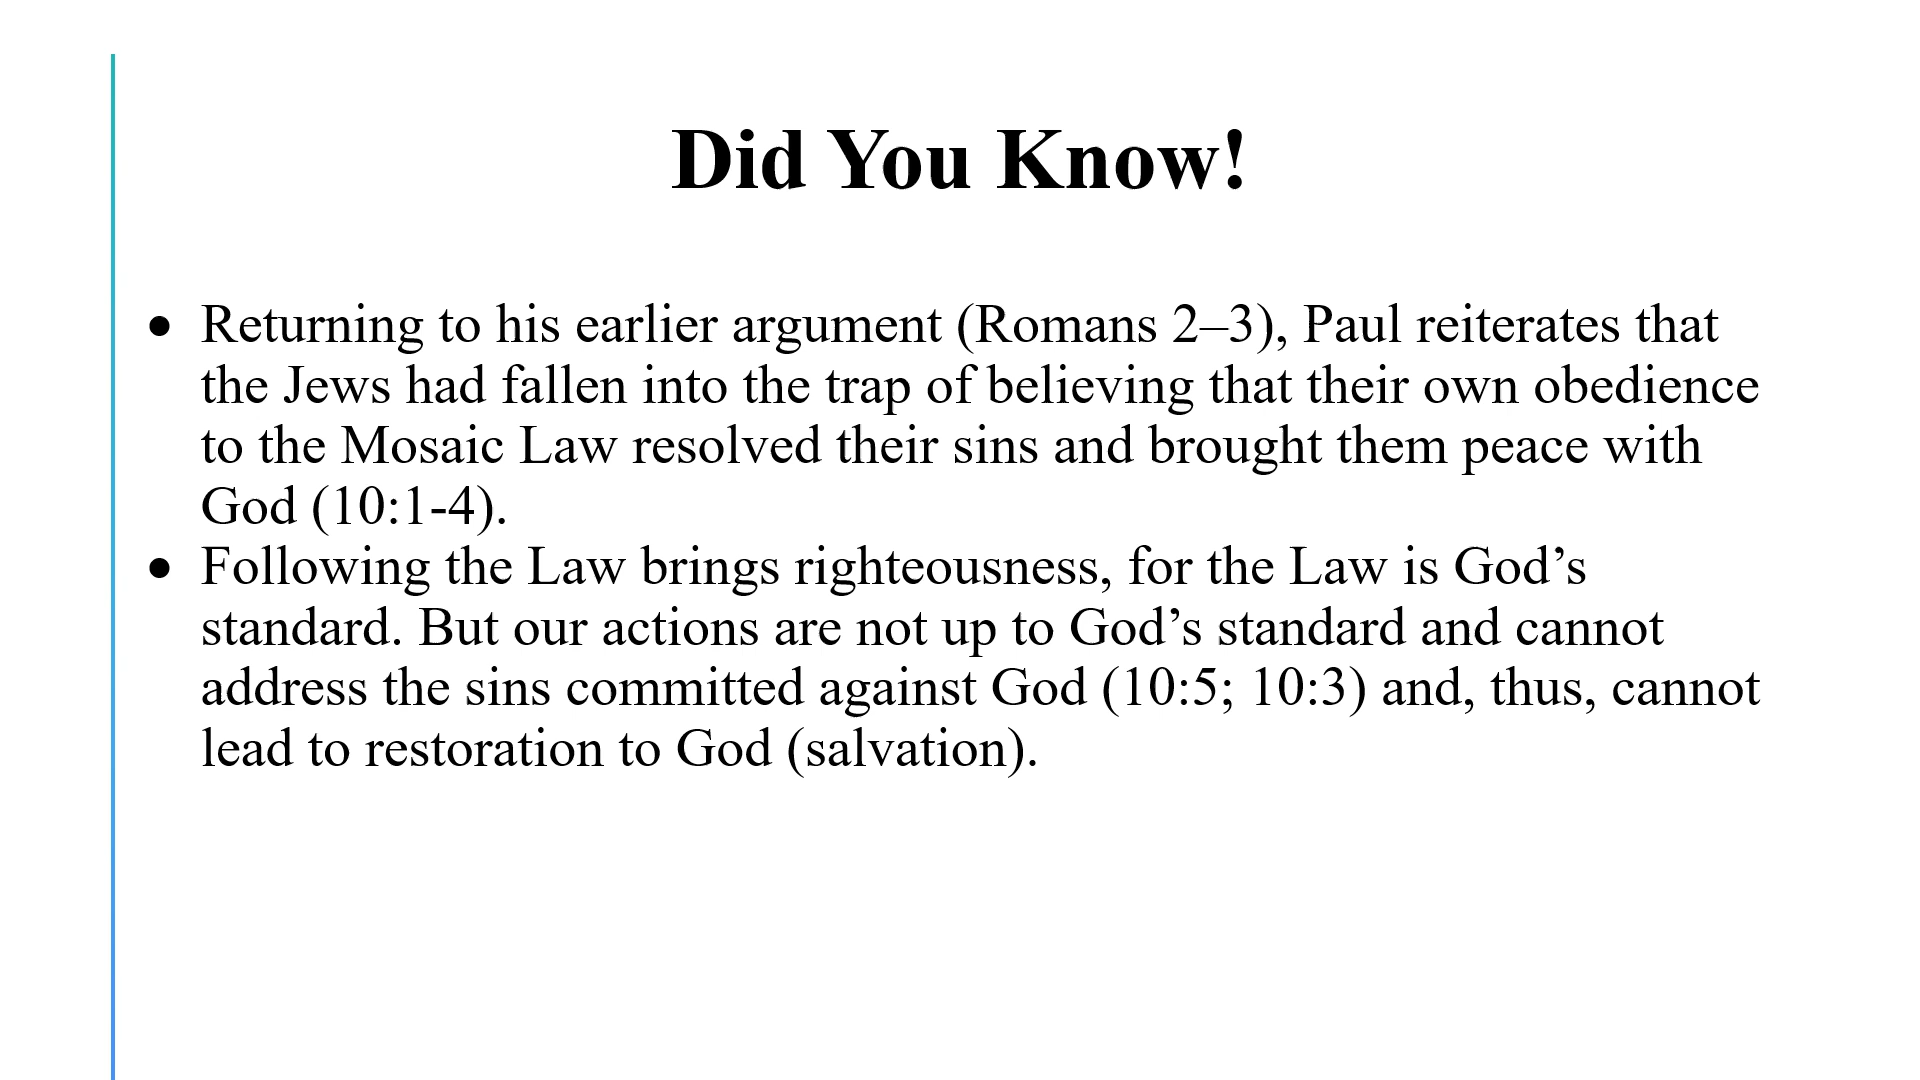 Did You Know!
● Returning to his earlier argument (Romans 2–3), Paul reiterates that
the Jews had fallen into the trap of believing that their own obedience
to the Mosaic Law resolved their sins and brought them peace with
God (10:1-4).
● Following the Law brings righteousness, for the Law is God’s
standard. But our actions are not up to God’s standard and cannot
address the sins committed against God (10:5; 10:3) and, thus, cannot
lead to restoration to God (salvation).